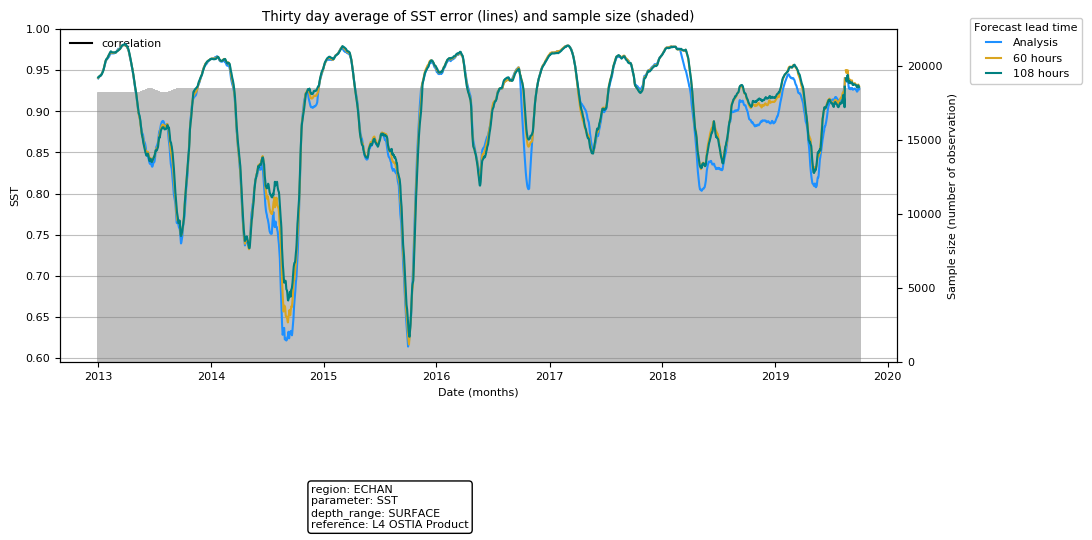 Thirty day average of SST error (lines) and sample size (shaded)
Forecast lead time
Analysis
60 hours
108 hours
correlation
1.00
0.95
0.90
0.85
0.80
0.75
0.70
0.65
0.60
SST
20000
15000
10000
5000
0
Sample size (number of observation)
2013 2014 2015 2016 2017 2018 2019 2020
Date (months)
region: ECHAN
parameter: SST
depth_range: SURFACE
reference: L4 OSTIA Product